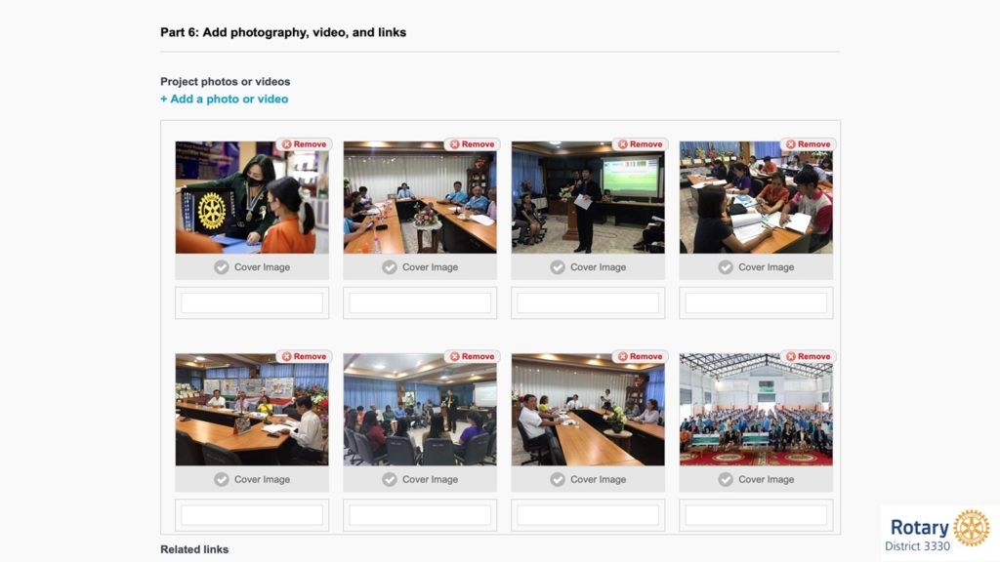 Part 6: Add photography, video, and links
Project photos or videos
+ Add a photo or video
Remove
Remove
Remove
Remove
Cover Image
Cover Image
Cover Image
Cover Image
Remove
Remove
Remove
Remove
Cover Image
Cover Image
Cover Image
Cover Image
Related links
Rotary
District 3330